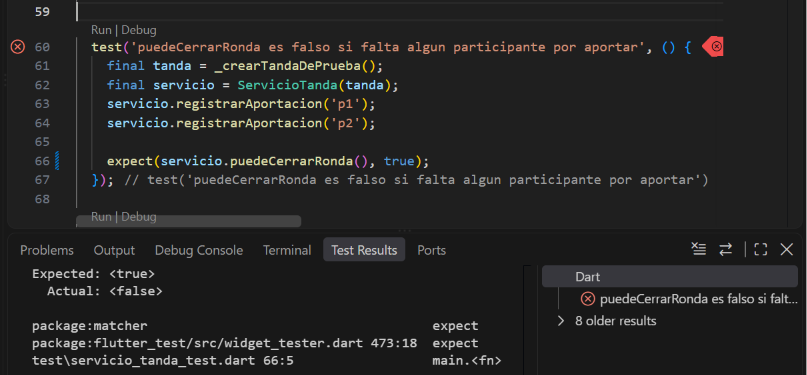 59
Run | Debug
60 test('puedeCerrarRonda es falso si falta algun participante por aportar', () {
61 final tanda = _crearTandaDePrueba();
62 final servicio = ServicioTanda(tanda);
63 servicio.registrarAportacion('p1');
64 servicio.registrarAportacion('p2');
65
66 expect(servicio.puedeCerrarRonda(), true);
67 }); // test('puedeCerrarRonda es falso si falta algun participante por aportar')
68
Run | Debug
Problems Output Debug Console Terminal Test Results Ports
Expected: <true>
Actual: <false>
package:matcher expect
package:flutter_test/src/widget_tester.dart 473:18 expect
test\servicio_tanda_test.dart 66:5 main.<fn>
Dart
puedeCerrarRonda es falso si falt...
8 older results